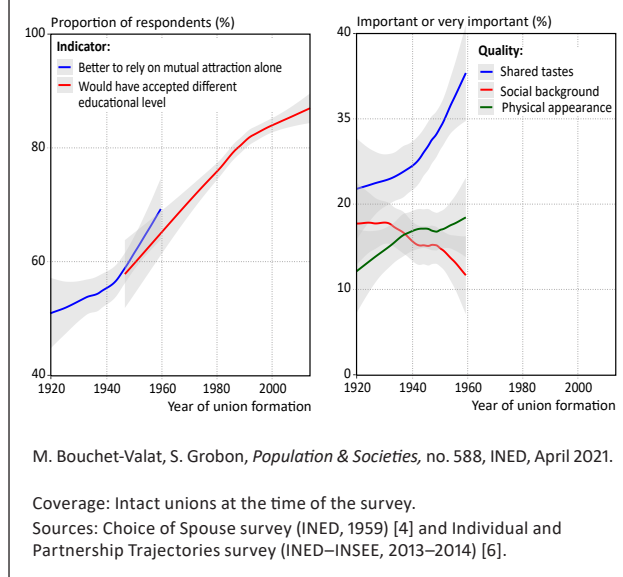 Proportion of respondents (%)
100
80
60
40
Indicator:
Better to rely on mutual attraction alone
Would have accepted different
educational level
1920 1940 1960 1980 2000
Year of union formation
Important or very important (%)
40
35
20
10
0
Quality:
Shared tastes
Social background
Physical appearance
1920 1940 1960 1980 2000
Year of union formation
M. Bouchet-Valat, S. Grobon, Population & Societies, no. 588, INED, April 2021.
Coverage: Intact unions at the time of the survey.
Sources: Choice of Spouse survey (INED, 1959) [4] and Individual and
Partnership Trajectories survey (INED–INSEE, 2013–2014) [6].